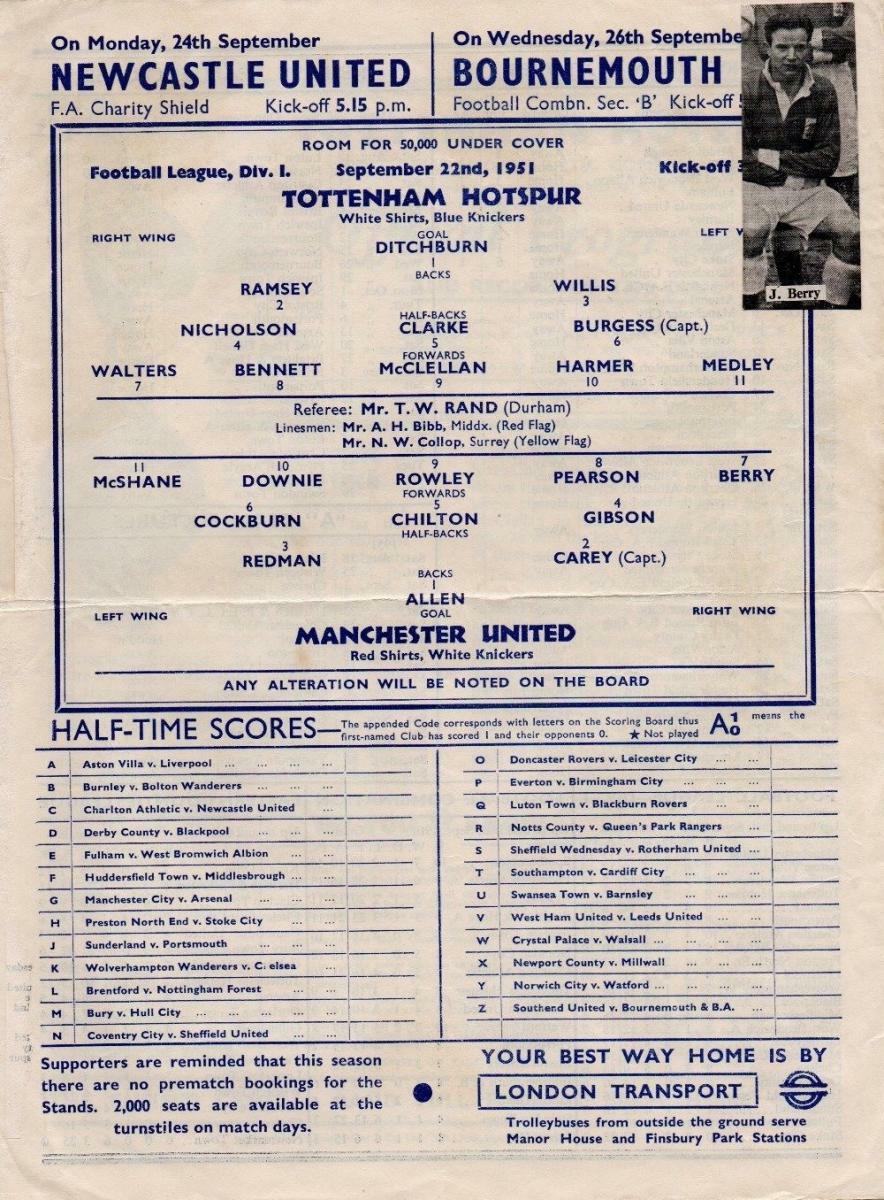 On Monday, 24th September
NEWCASTLE UNITED
F.A. Charity Shield Kick-off 5.15 p.m.
On Wednesday, 26th Septembe
BOURNEMOUTH
Football Combn. Sec. 'B' Kick-off
J. Berry
ROOM FOR 50,000 UNDER COVER
Football League, Div. I. September 22nd, 1951 Kick-off
TOTTENHAM HOTSPUR
White Shirts, Blue Knickers
RIGHT WING GOAL LEFT
DITCHBURN
1
BACKS
RAMSEY WILLIS
2 3
HALF-BACKS
NICHOLSON CLARKE BURGESS (Capt.)
4 5 6
FORWARDS
WALTERS BENNETT McCLELLAN HARMER MEDLEY
7 8 9 10 11
Referee: Mr. T. W. RAND (Durham)
Linesmen: Mr. A. H. Bibb, Middx. (Red Flag)
Mr. N. W. Collop, Surrey (Yellow Flag)
11 10 9 8 7
McSHANE DOWNIE ROWLEY PEARSON BERRY
FORWARDS
6 5 4
COCKBURN CHILTON GIBSON
HALF-BACKS
3 2
REDMAN CAREY (Capt.)
BACKS
1
ALLEN
LEFT WING GOAL RIGHT WING
MANCHESTER UNITED
Red Shirts, White Knickers
ANY ALTERATION WILL BE NOTED ON THE BOARD
HALF-TIME SCORES—The appended Code corresponds with letters on the Scoring Board thus A 1 0 means the
first-named Club has scored 1 and their opponents 0. ★ Not played
A Aston Villa v. Liverpool ... ... ... ...
B Burnley v. Bolton Wanderers ... ... ...
C Charlton Athletic v. Newcastle United ...
D Derby County v. Blackpool ... ... ...
E Fulham v. West Bromwich Albion ... ...
F Huddersfield Town v. Middlesbrough ... ...
G Manchester City v. Arsenal ... ... ...
H Preston North End v. Stoke City ... ...
J Sunderland v. Portsmouth ... ... ...
K Wolverhampton Wanderers v. C elsea ...
L Brentford v. Nottingham Forest ... ...
M Bury v. Hull City ... ... ... ... ...
N Coventry City v. Sheffield United ... ...
O Doncaster Rovers v. Leicester City ... ...
P Everton v. Birmingham City ... ... ...
Q Luton Town v. Blackburn Rovers ... ...
R Notts County v. Queen's Park Rangers ...
S Sheffield Wednesday v. Rotherham United ...
T Southampton v. Cardiff City ... ... ...
U Swansea Town v. Barnsley ... ... ...
V West Ham United v. Leeds United ... ...
W Crystal Palace v. Walsall ... ... ... ...
X Newport County v. Millwall ... ... ...
Y Norwich City v. Watford ... ... ... ...
Z Southend United v. Bournemouth & B.A. ...
Supporters are reminded that this season
there are no prematch bookings for the
Stands. 2,000 seats are available at the
turnstiles on match days.
YOUR BEST WAY HOME IS BY
LONDON TRANSPORT
Trolleybuses from outside the ground serve
Manor House and Finsbury Park Stations